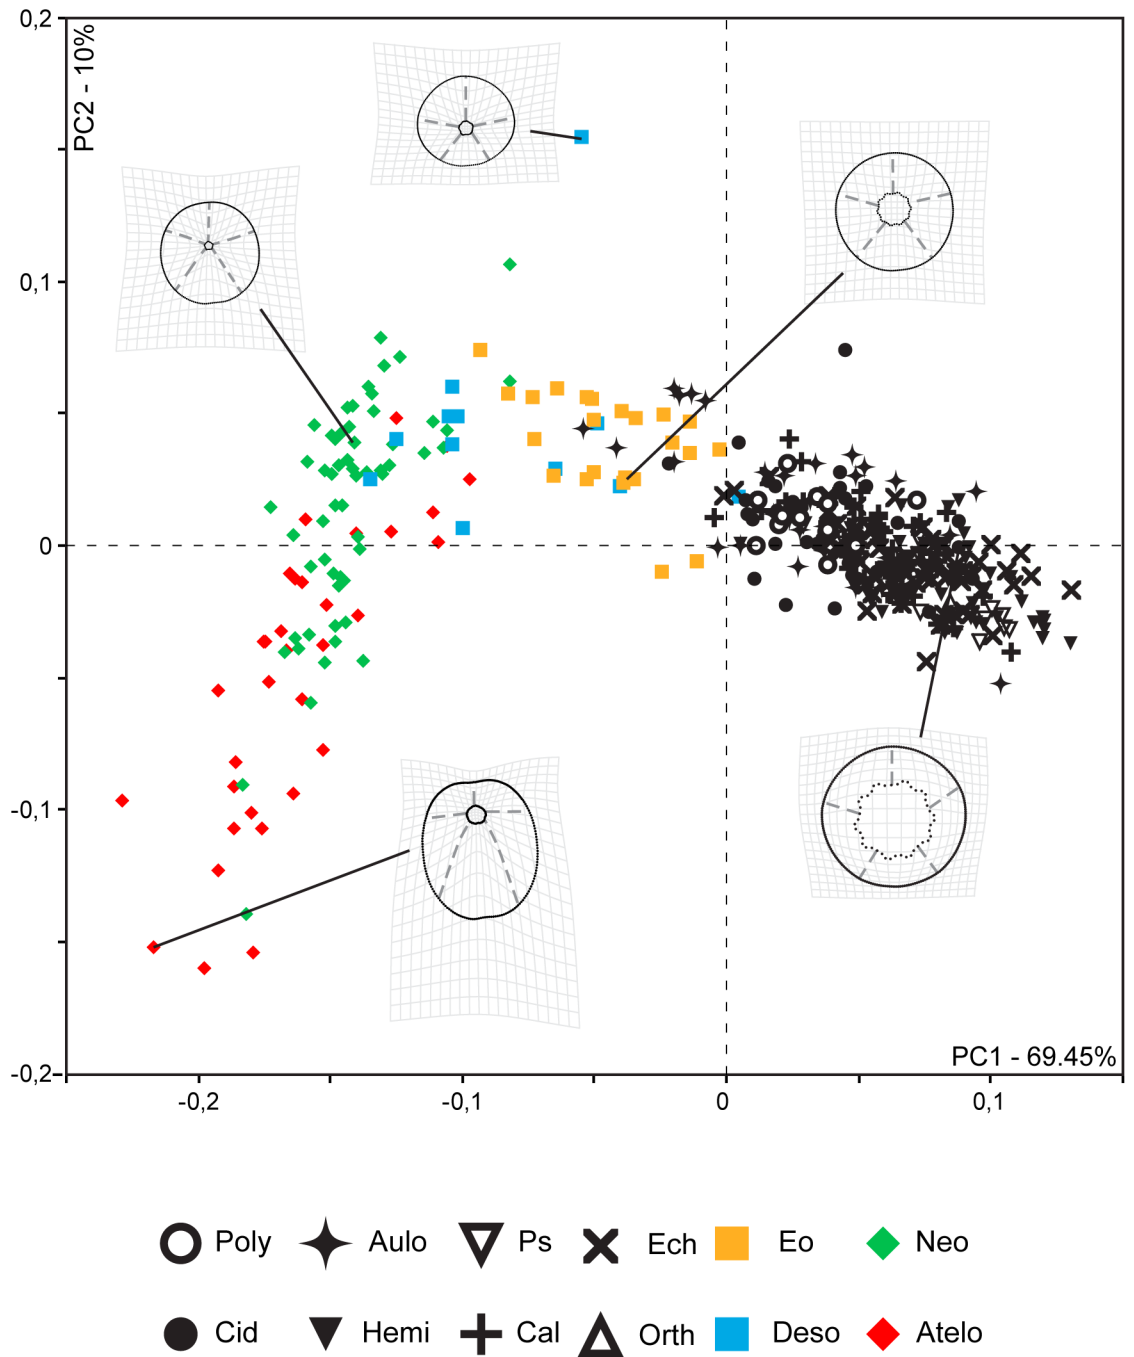 0,2
PC2 - 10%
0,1
0
-0,1
-0,2
PC1 - 69.45%
-0,2 -0,1 0 0,1
Poly Aulo Ps Ech Eo Neo
Cid Hemi Cal Orth Deso Atelo